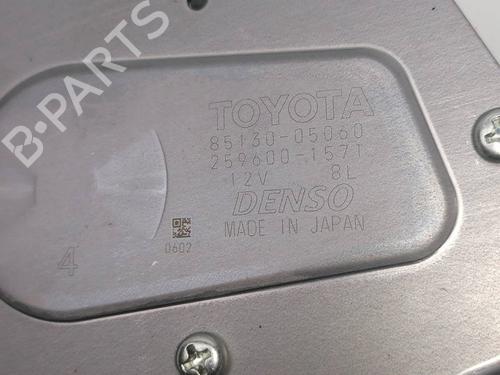 B-PARTS
TOYOTA
85130-05060
259600-1571
12V 8L
DENSO
MADE IN JAPAN
0602
4